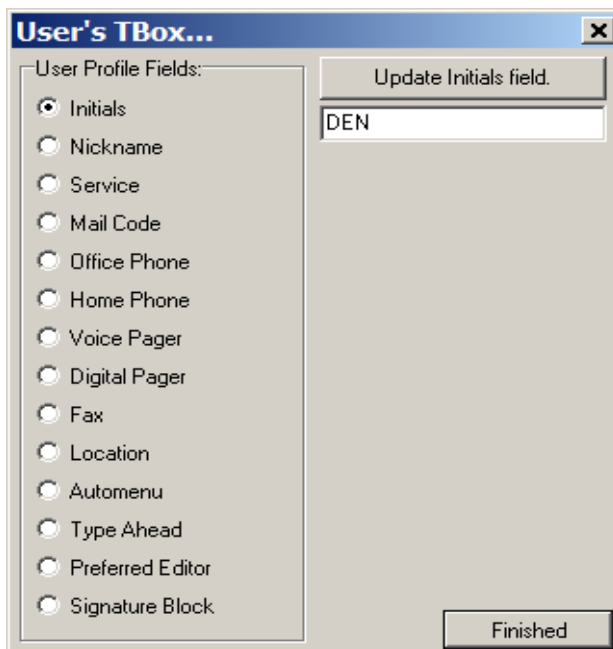 User's TBox...
User Profile Fields:
Initials
Nickname
Service
Mail Code
Office Phone
Home Phone
Voice Pager
Digital Pager
Fax
Location
Automenu
Type Ahead
Preferred Editor
Signature Block
Update Initials field.
DEN
Finished